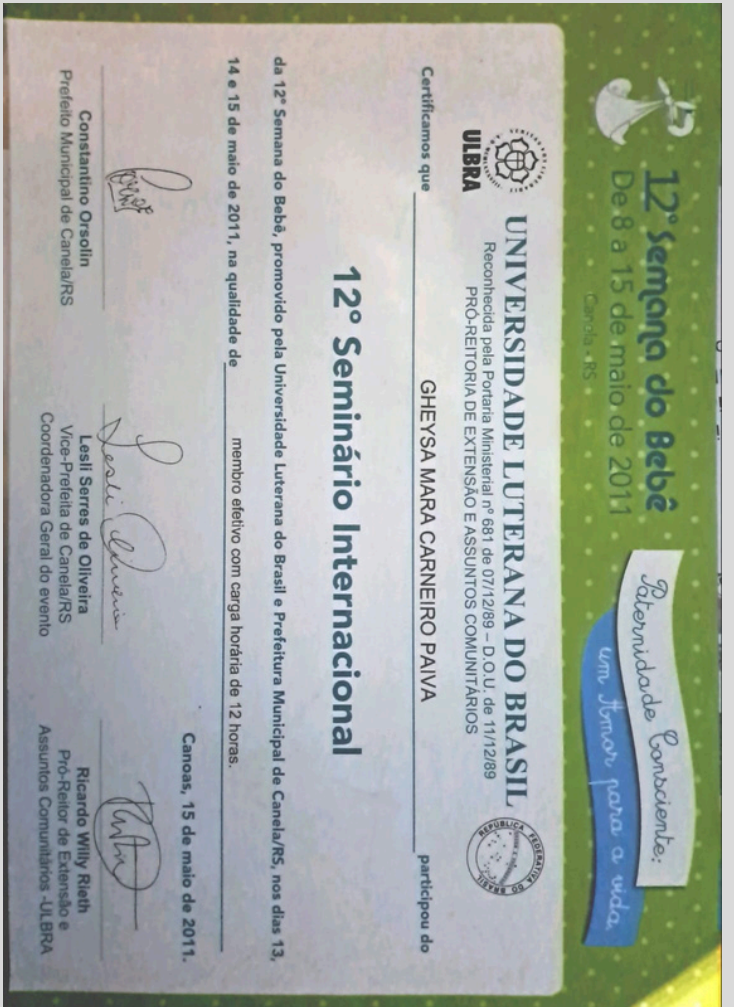 12º Semana do Bebê
De 8 a 15 de maio de 2011
Canela - RS
Paternidade Consciente:
um Amor para a vida
ULBRA
UNIVERSIDADE LUTERANA DO BRASIL
Reconhecida pela Portaria Ministerial nº 681 de 07/12/89 – D.O.U. de 11/12/89
PRÓ-REITORIA DE EXTENSÃO E ASSUNTOS COMUNITÁRIOS
REPÚBLICA FEDERATIVA DO BRASIL
Certificamos que GHEYSA MARA CARNEIRO PAIVA participou do
12° Seminário Internacional
da 12ª Semana do Bebê, promovido pela Universidade Luterana do Brasil e Prefeitura Municipal de Canela/RS, nos dias 13,
14 e 15 de maio de 2011, na qualidade de membro efetivo com carga horária de 12 horas.
Canoas, 15 de maio de 2011.
Lesli Oliveira
Constantino Orsolin
Prefeito Municipal de Canela/RS
Lesli Serres de Oliveira
Vice-Prefeita de Canela/RS
Coordenadora Geral do evento
Ricardo Willy Rieth
Pró-Reitor de Extensão e
Assuntos Comunitários -ULBRA